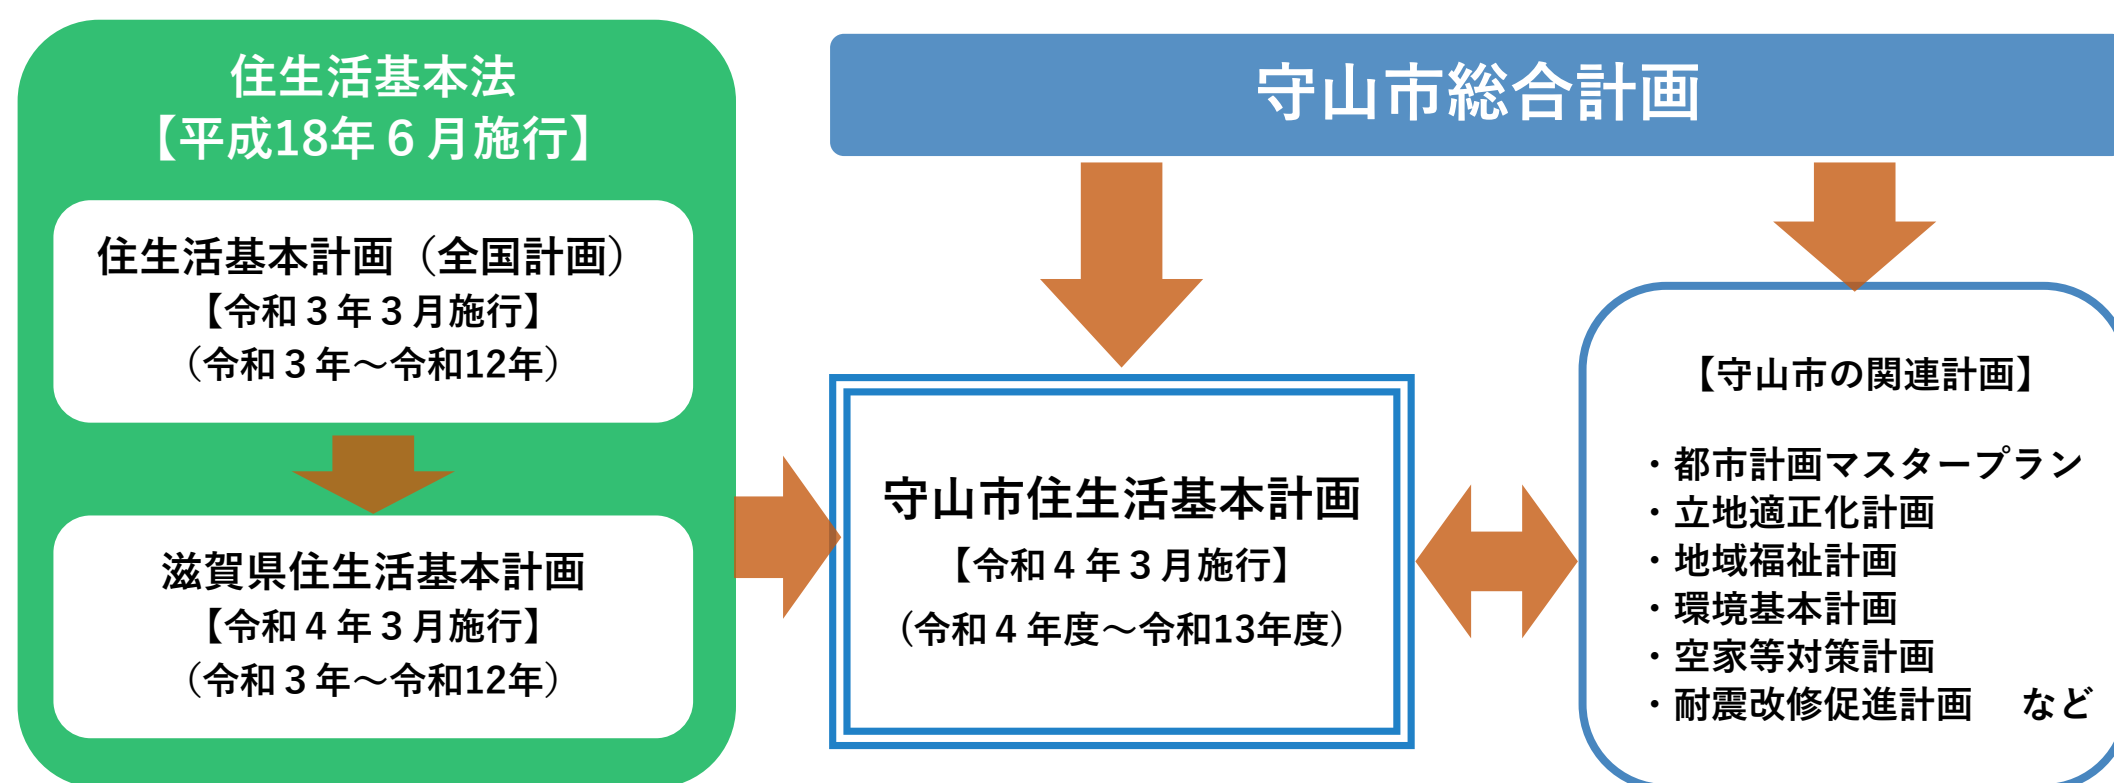 住生活基本法
【平成18年６月施行】
住生活基本計画（全国計画）
【令和３年３月施行】
（令和３年～令和12年）
滋賀県住生活基本計画
【令和４年３月施行】
（令和３年～令和12年）
守山市総合計画
守山市住生活基本計画
【令和４年３月施行】
（令和４年度～令和13年度）
【守山市の関連計画】
・都市計画マスタープラン
・立地適正化計画
・地域福祉計画
・環境基本計画
・空家等対策計画
・耐震改修促進計画　など